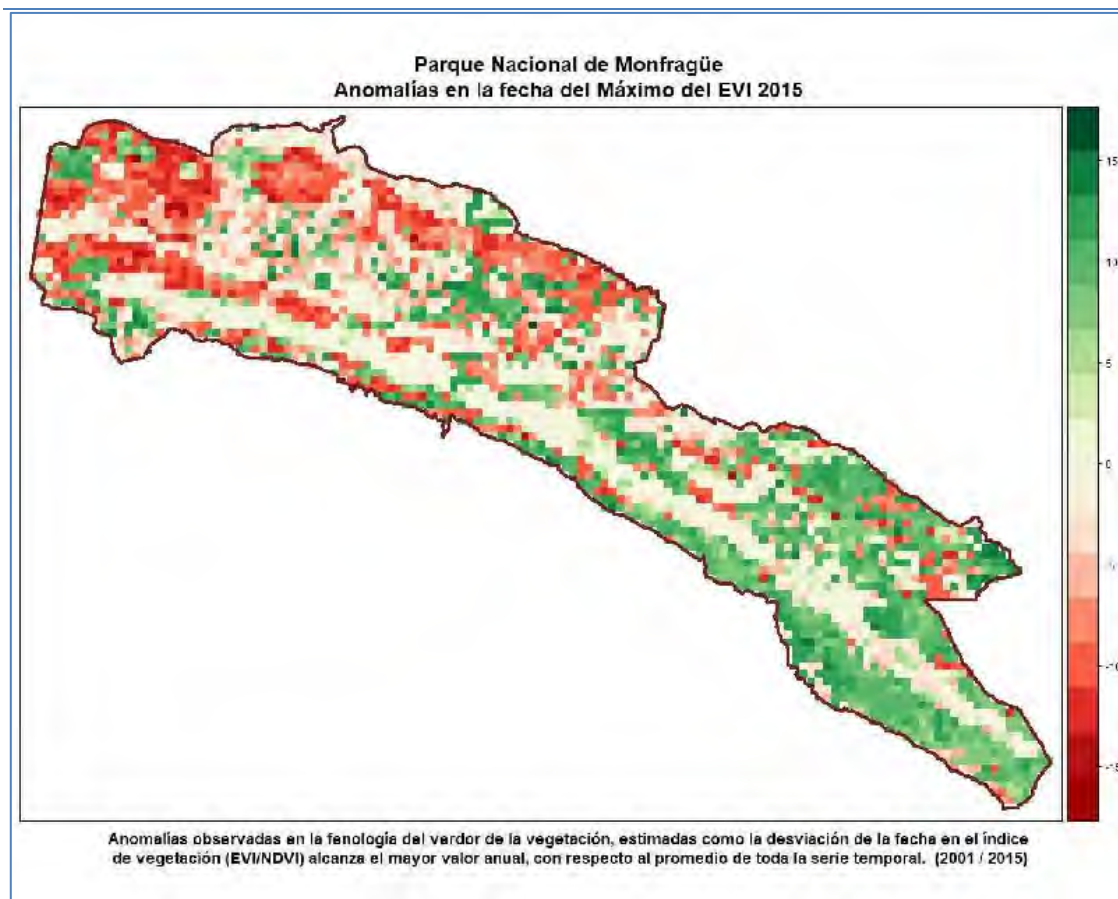 Parque Nacional de Monfragüe
Anomalías en la fecha del Máximo del EVI 2015
15
10
5
0
-5
-10
-15
Anomalías observadas en la fenología del verdor de la vegetación, estimadas como la desviación de la fecha en el índice
de vegetación (EVI/NDVI) alcanza el mayor valor anual, con respecto al promedio de toda la serie temporal. (2001 / 2015)